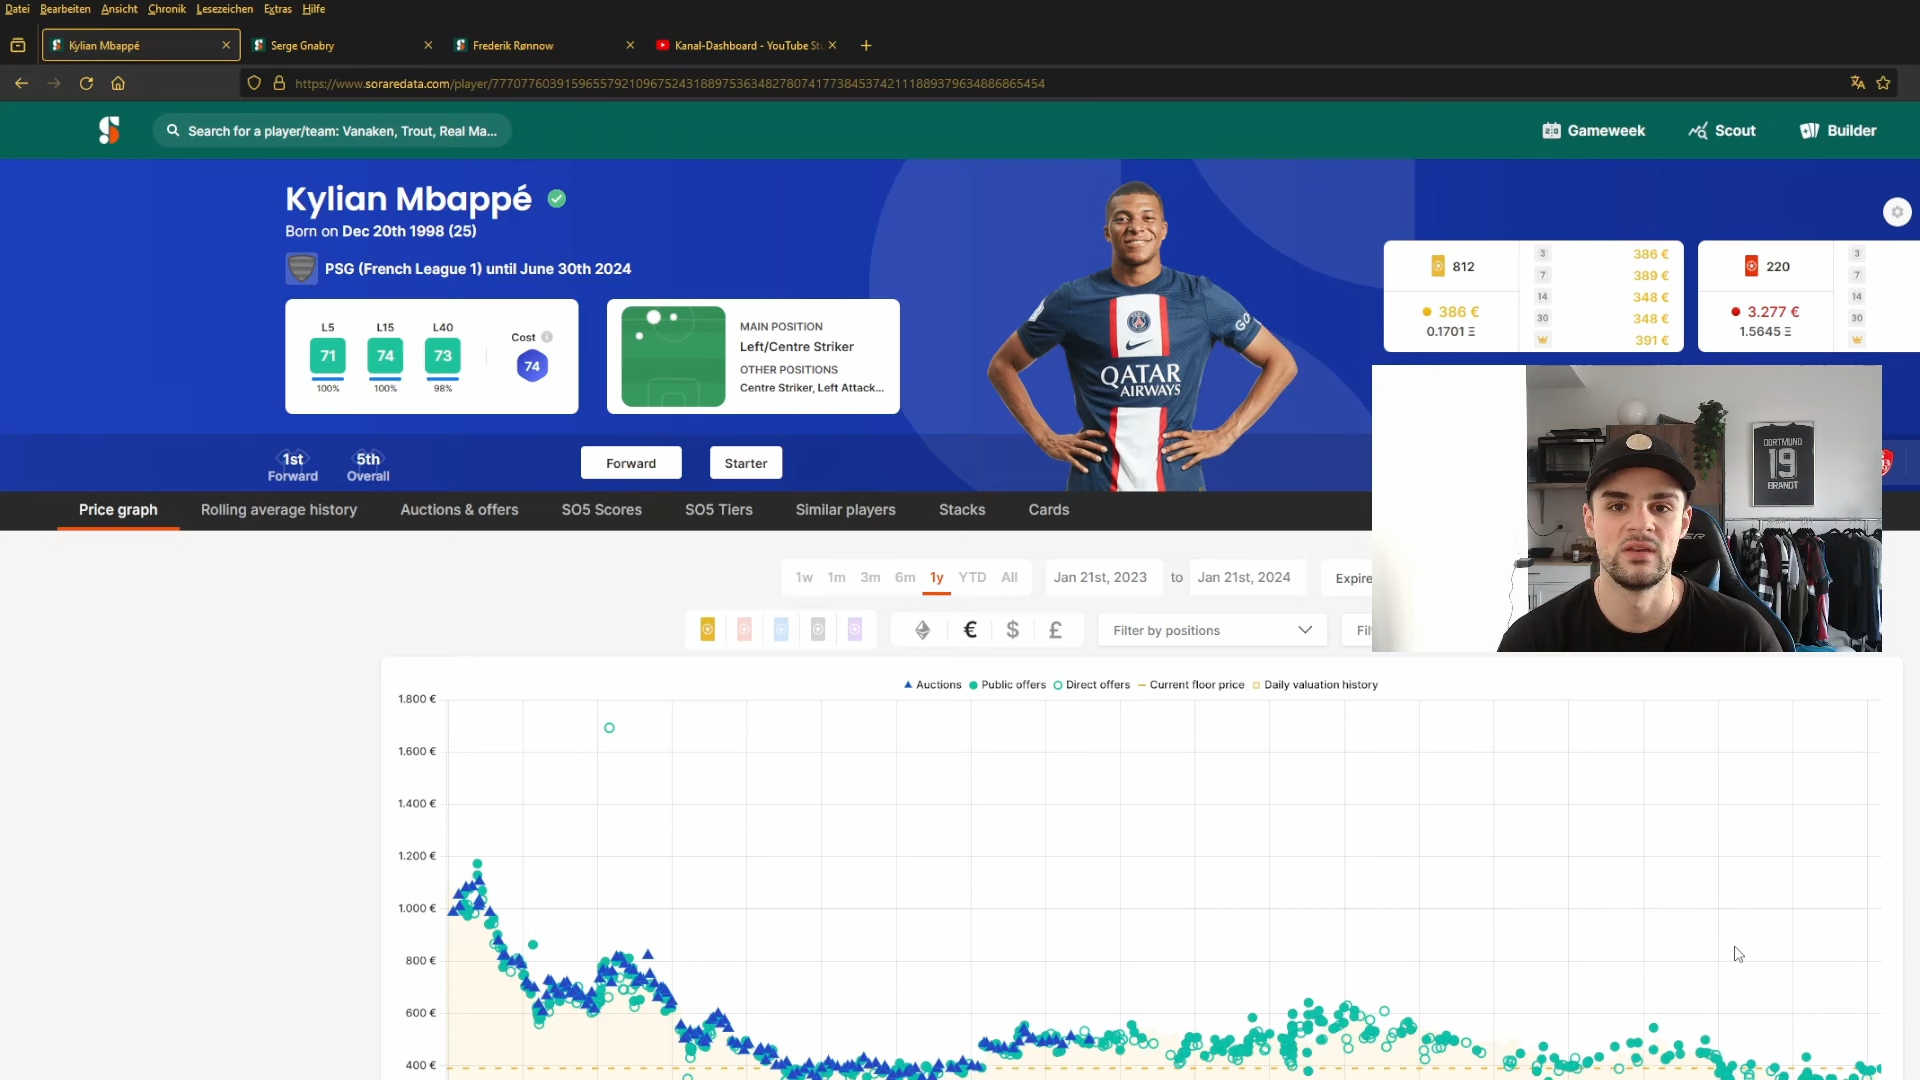 Datei Bearbeiten Ansicht Chronik Lesezeichen Extras Hilfe
Kylian Mbappé
Serge Gnabry
Frederik Rønnow
Kanal-Dashboard - YouTube St
https://www.soraredata.com/player/77707760391596557921096752431889753634827807417738453742111889379634886865454
Search for a player/team: Vanaken, Trout, Real Ma...
Gameweek
Scout
Builder
Kylian Mbappé
Born on Dec 20th 1998 (25)
PSG (French League 1) until June 30th 2024
L5 L15 L40
Cost
71 74 73
74
100% 100% 98%
MAIN POSITION
Left/Centre Striker
OTHER POSITIONS
Centre Striker, Left Attack...
QATAR
AIRWAYS
GO
812
386 €
0.1701 Ξ
3 386 €
7 389 €
14 348 €
30 348 €
391 €
220
3.277 €
1.5645 Ξ
3
7
14
30
1st
Forward
5th
Overall
Forward
Starter
DORTMUND
19
BRANDT
Price graph
Rolling average history
Auctions & offers
SO5 Scores
SO5 Tiers
Similar players
Stacks
Cards
1w 1m 3m 6m 1y YTD All
Jan 21st, 2023 to Jan 21st, 2024
Expire
€ $ £
Filter by positions
Fil
Auctions Public offers Direct offers Current floor price Daily valuation history
1.800 €
1.600 €
1.400 €
1.200 €
1.000 €
800 €
600 €
400 €